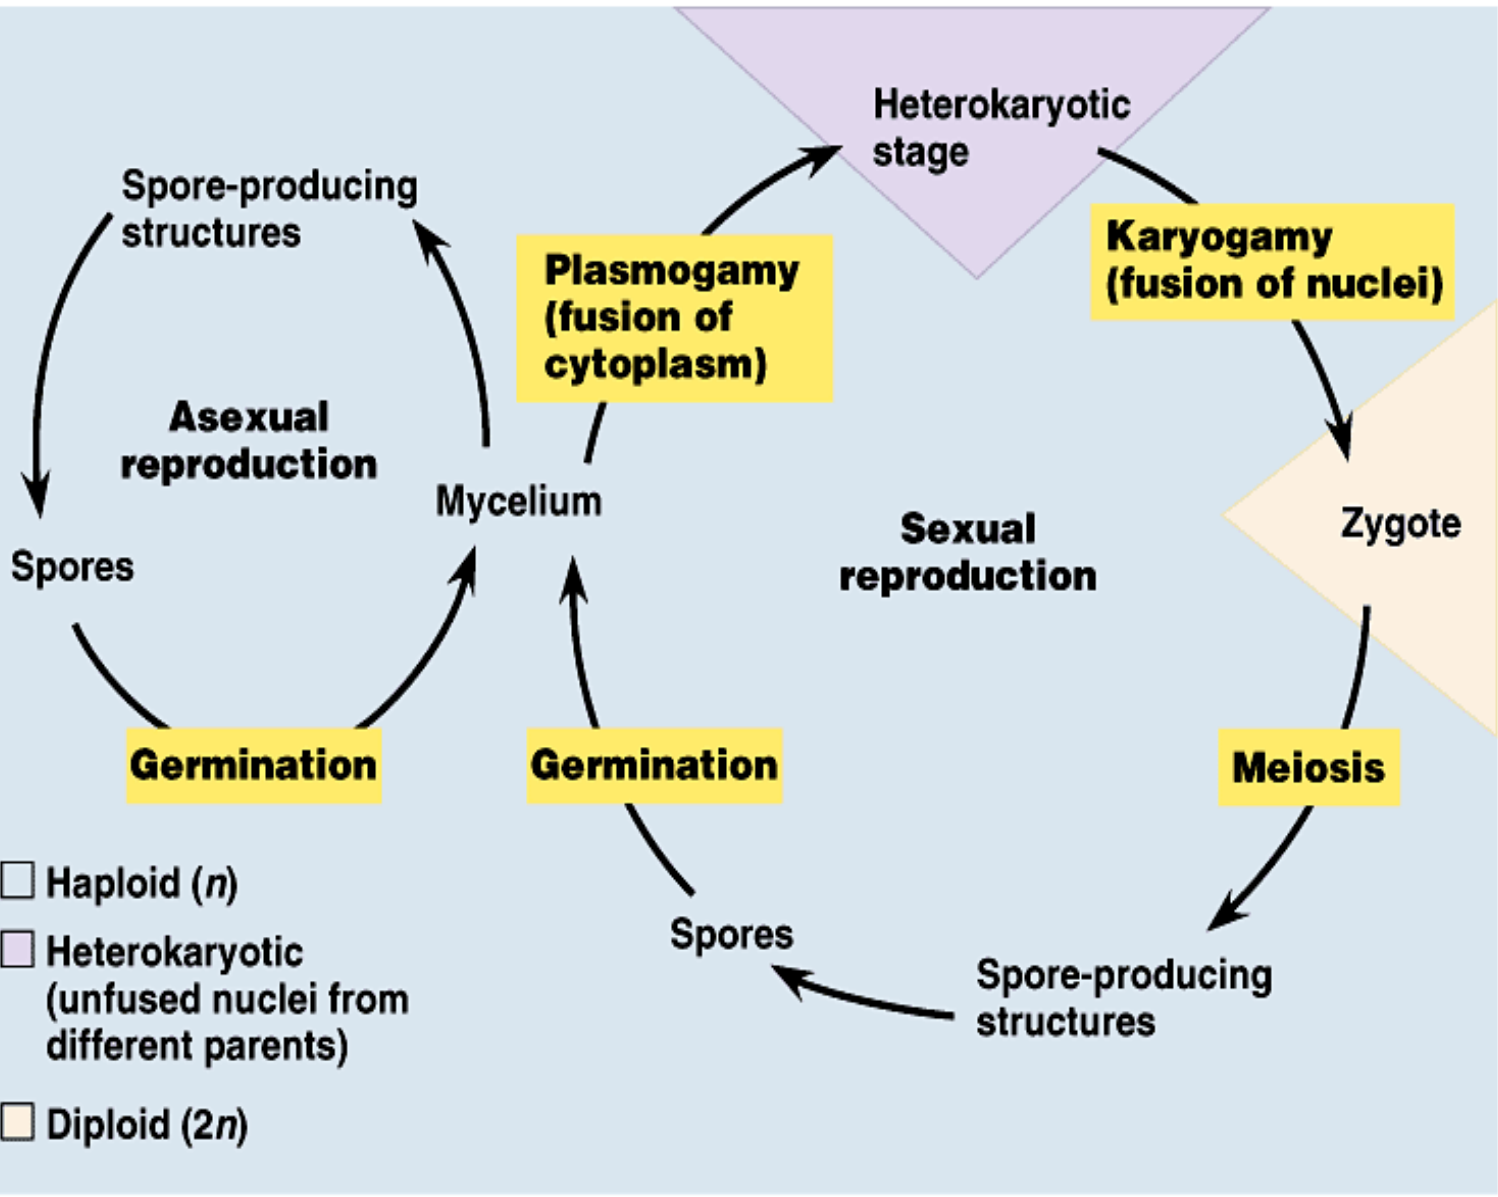 Heterokaryotic
stage
Spore-producing
structures
Karyogamy
(fusion of nuclei)
Plasmogamy
(fusion of
cytoplasm)
Asexual
reproduction
Mycelium
Sexual
reproduction
Zygote
Spores
Germination
Germination
Meiosis
Spores
Spore-producing
structures
Haploid (n)
Heterokaryotic
(unfused nuclei from
different parents)
Diploid (2n)